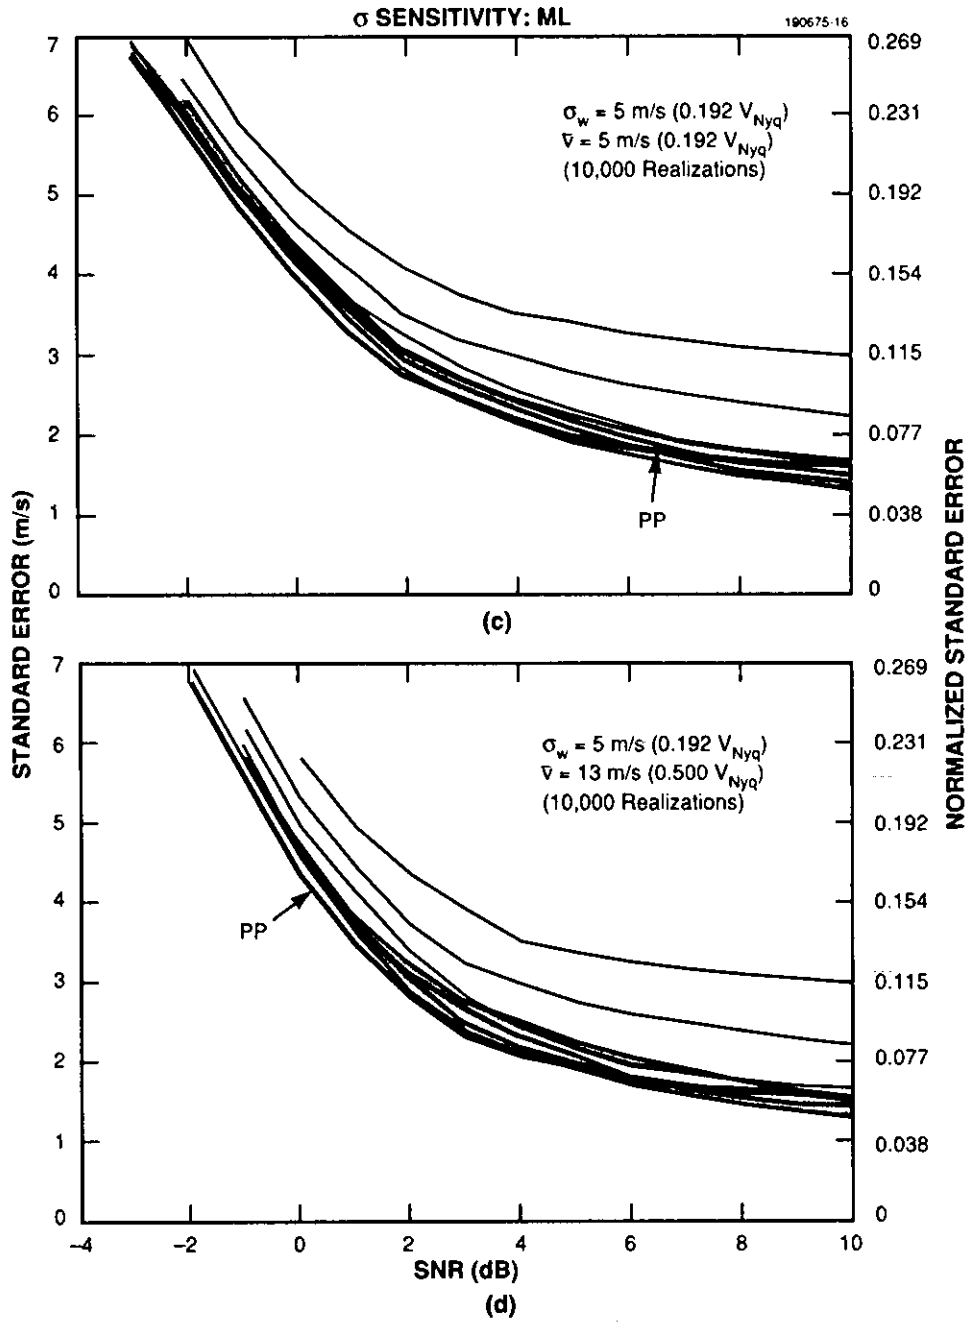 σ SENSITIVITY: ML
190675-16
7
6
5
4
3
2
1
0
0.269
0.231
0.192
0.154
0.115
0.077
0.038
0
σw = 5 m/s (0.192 VNyq)
v̄ = 5 m/s (0.192 VNyq)
(10,000 Realizations)
PP
(c)
STANDARD ERROR (m/s)
NORMALIZED STANDARD ERROR
7
6
5
4
3
2
1
0
0.269
0.231
0.192
0.154
0.115
0.077
0.038
0
σw = 5 m/s (0.192 VNyq)
v̄ = 13 m/s (0.500 VNyq)
(10,000 Realizations)
PP
−4 −2 0 2 4 6 8 10
SNR (dB)
(d)